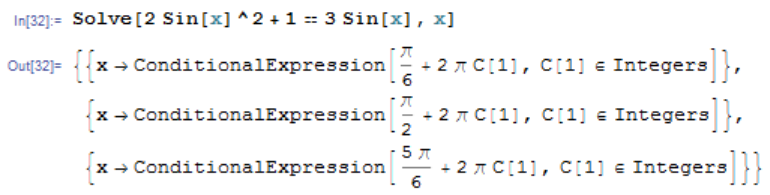 In[32]:= Solve[2 Sin[x]^2 + 1 == 3 Sin[x], x]
Out[32]= {{x → ConditionalExpression[π/6 + 2 π C[1], C[1] ∈ Integers]},
{x → ConditionalExpression[π/2 + 2 π C[1], C[1] ∈ Integers]},
{x → ConditionalExpression[5 π/6 + 2 π C[1], C[1] ∈ Integers]}}